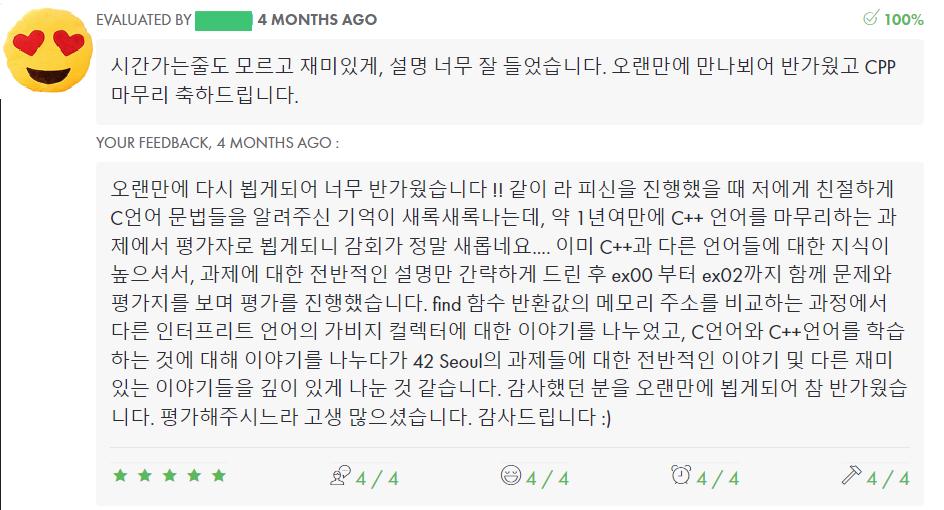 EVALUATED BY 4 MONTHS AGO 100%
시간가는줄도 모르고 재미있게, 설명 너무 잘 들었습니다. 오랜만에 만나뵈어 반가웠고 CPP
마무리 축하드립니다.
YOUR FEEDBACK, 4 MONTHS AGO :
오랜만에 다시 뵙게되어 너무 반가웠습니다 !! 같이 라 피신을 진행했을 때 저에게 친절하게
C언어 문법들을 알려주신 기억이 새록새록나는데, 약 1년여만에 C++ 언어를 마무리하는 과
제에서 평가자로 뵙게되니 감회가 정말 새롭네요.... 이미 C++과 다른 언어들에 대한 지식이
높으셔서, 과제에 대한 전반적인 설명만 간략하게 드린 후 ex00 부터 ex02까지 함께 문제와
평가지를 보며 평가를 진행했습니다. find 함수 반환값의 메모리 주소를 비교하는 과정에서
다른 인터프리트 언어의 가비지 컬렉터에 대한 이야기를 나누었고, C언어와 C++언어를 학습
하는 것에 대해 이야기를 나누다가 42 Seoul의 과제들에 대한 전반적인 이야기 및 다른 재미
있는 이야기들을 깊이 있게 나눈 것 같습니다. 감사했던 분을 오랜만에 뵙게되어 참 반가웠습
니다. 평가해주시느라 고생 많으셨습니다. 감사드립니다 :)
4 / 4 4 / 4 4 / 4 4 / 4